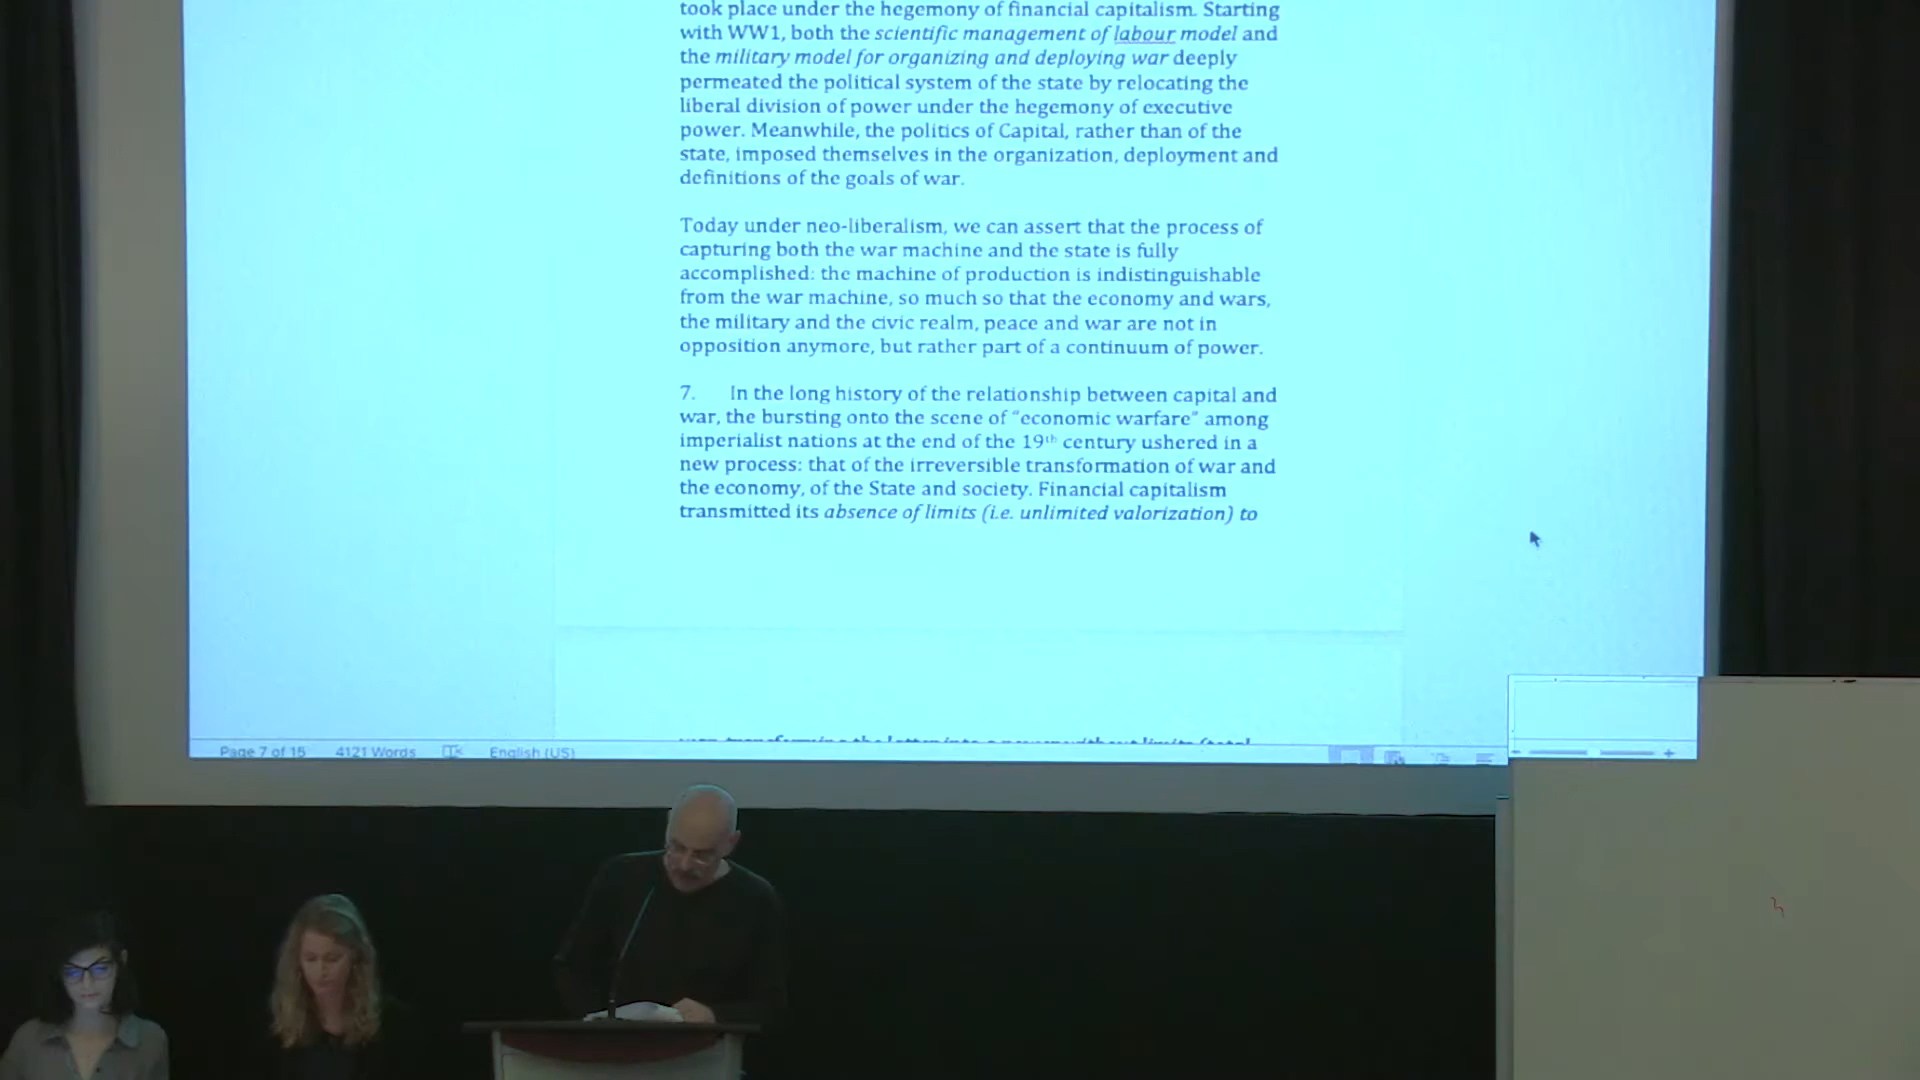 took place under the hegemony of financial capitalism. Starting
with WW1, both the scientific management of labour model and
the military model for organizing and deploying war deeply
permeated the political system of the state by relocating the
liberal division of power under the hegemony of executive
power. Meanwhile, the politics of Capital, rather than of the
state, imposed themselves in the organization, deployment and
definitions of the goals of war.
Today under neo-liberalism, we can assert that the process of
capturing both the war machine and the state is fully
accomplished: the machine of production is indistinguishable
from the war machine, so much so that the economy and wars,
the military and the civic realm, peace and war are not in
opposition anymore, but rather part of a continuum of power.
7. In the long history of the relationship between capital and
war, the bursting onto the scene of “economic warfare” among
imperialist nations at the end of the 19th century ushered in a
new process: that of the irreversible transformation of war and
the economy, of the State and society. Financial capitalism
transmitted its absence of limits (i.e. unlimited valorization) to
Page 7 of 15 4121 Words English (US)